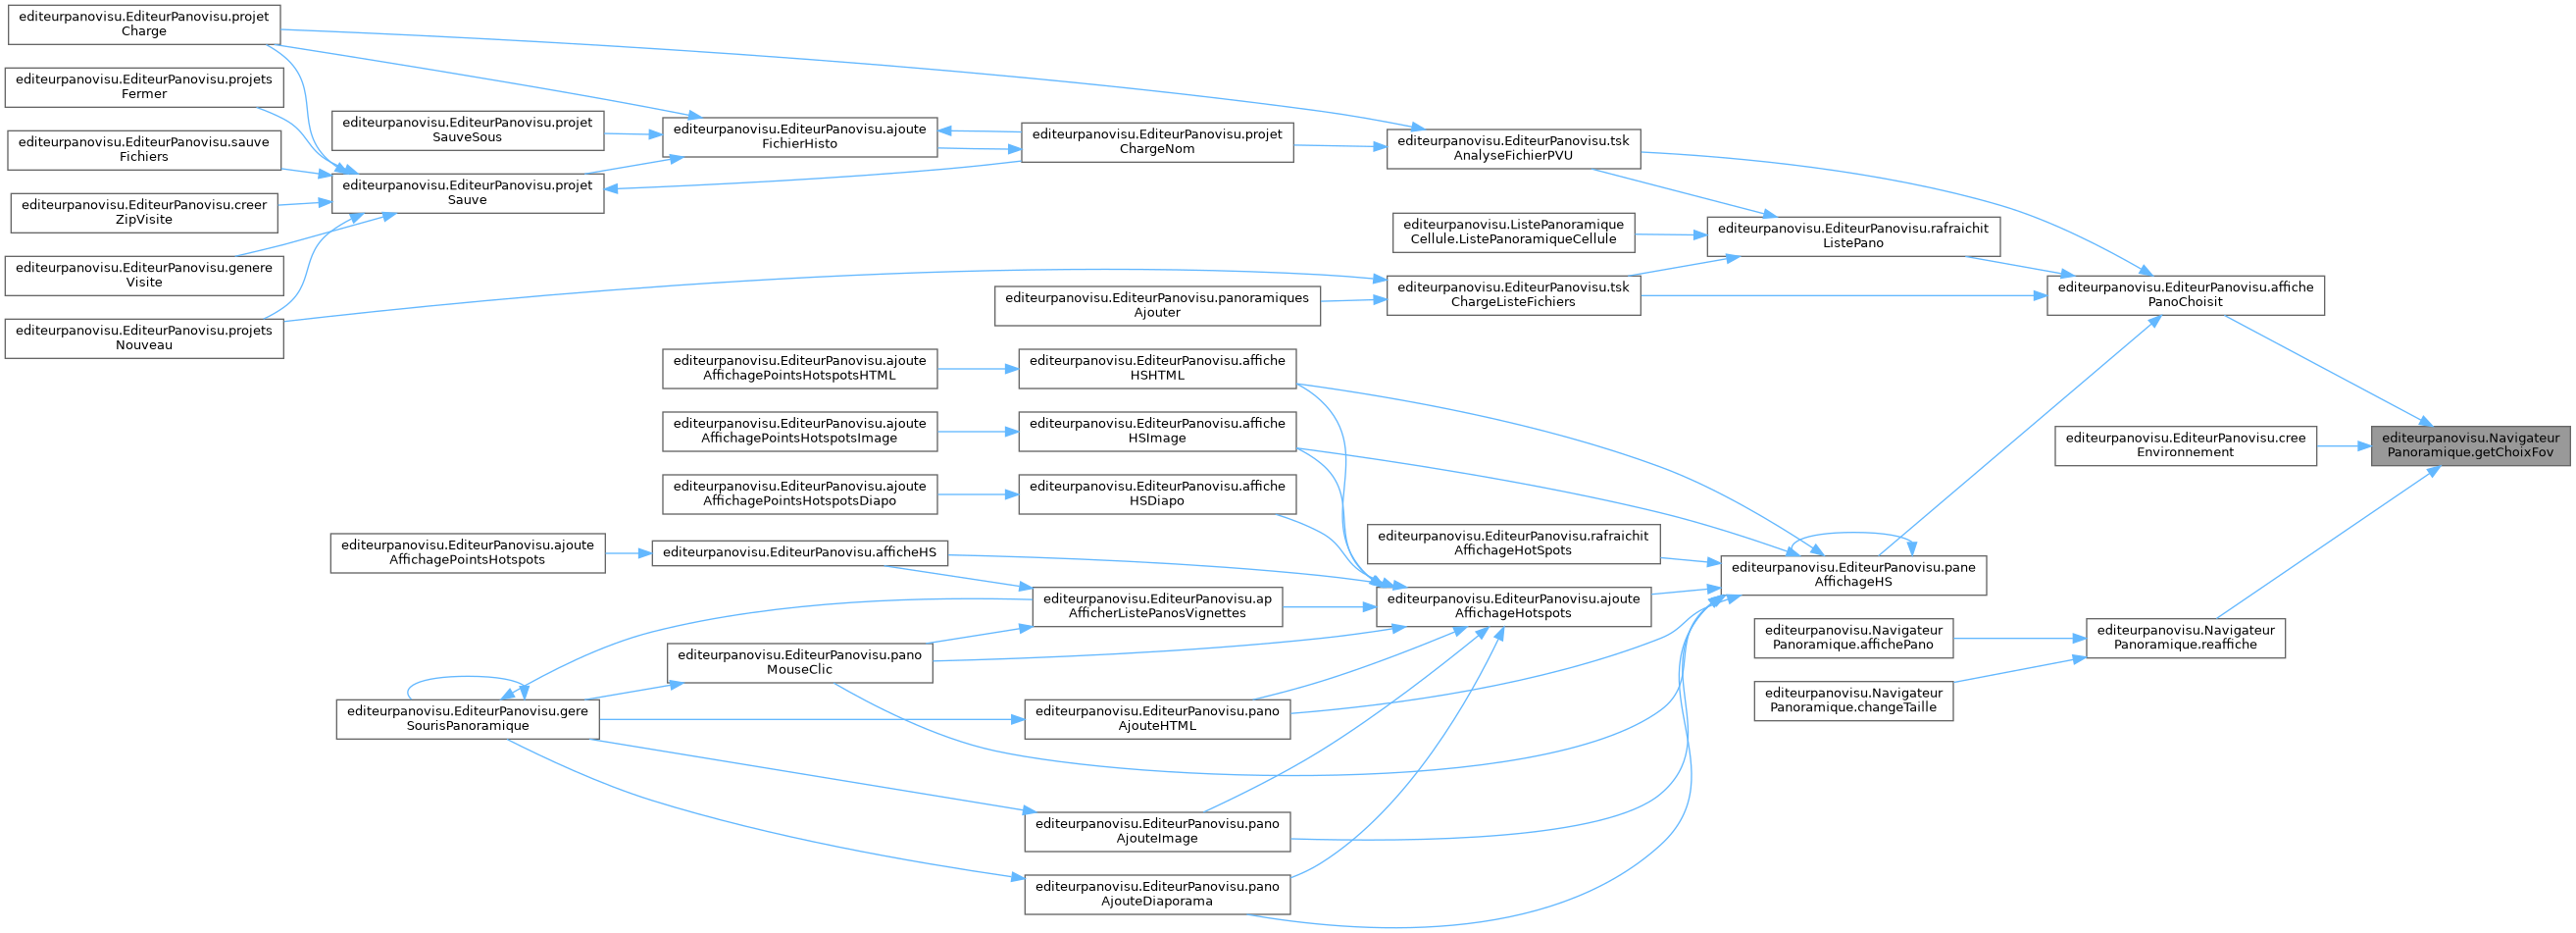 editeurpanovisu.EditeurPanovisu.projet
Charge
editeurpanovisu.EditeurPanovisu.projets
Fermer
editeurpanovisu.EditeurPanovisu.sauve
Fichiers
editeurpanovisu.EditeurPanovisu.creer
ZipVisite
editeurpanovisu.EditeurPanovisu.genere
Visite
editeurpanovisu.EditeurPanovisu.projets
Nouveau
editeurpanovisu.EditeurPanovisu.projet
SauveSous
editeurpanovisu.EditeurPanovisu.projet
Sauve
editeurpanovisu.EditeurPanovisu.ajoute
FichierHisto
editeurpanovisu.EditeurPanovisu.projet
ChargeNom
editeurpanovisu.EditeurPanovisu.tsk
AnalyseFichierPVU
editeurpanovisu.ListePanoramique
Cellule.ListePanoramiqueCellule
editeurpanovisu.EditeurPanovisu.rafraichit
ListePano
editeurpanovisu.EditeurPanovisu.panoramiques
Ajouter
editeurpanovisu.EditeurPanovisu.tsk
ChargeListeFichiers
editeurpanovisu.EditeurPanovisu.affiche
PanoChoisit
editeurpanovisu.EditeurPanovisu.ajoute
AffichagePointsHotspotsHTML
editeurpanovisu.EditeurPanovisu.affiche
HSHTML
editeurpanovisu.EditeurPanovisu.ajoute
AffichagePointsHotspotsImage
editeurpanovisu.EditeurPanovisu.affiche
HSImage
editeurpanovisu.EditeurPanovisu.cree
Environnement
editeurpanovisu.Navigateur
Panoramique.getChoixFov
editeurpanovisu.EditeurPanovisu.ajoute
AffichagePointsHotspotsDiapo
editeurpanovisu.EditeurPanovisu.affiche
HSDiapo
editeurpanovisu.EditeurPanovisu.ajoute
AffichagePointsHotspots
editeurpanovisu.EditeurPanovisu.afficheHS
editeurpanovisu.EditeurPanovisu.rafraichit
AffichageHotSpots
editeurpanovisu.EditeurPanovisu.pane
AffichageHS
editeurpanovisu.EditeurPanovisu.ap
AfficherListePanosVignettes
editeurpanovisu.EditeurPanovisu.ajoute
AffichageHotspots
editeurpanovisu.EditeurPanovisu.pano
MouseClic
editeurpanovisu.Navigateur
Panoramique.affichePano
editeurpanovisu.Navigateur
Panoramique.reaffiche
editeurpanovisu.Navigateur
Panoramique.changeTaille
editeurpanovisu.EditeurPanovisu.gere
SourisPanoramique
editeurpanovisu.EditeurPanovisu.pano
AjouteHTML
editeurpanovisu.EditeurPanovisu.pano
AjouteImage
editeurpanovisu.EditeurPanovisu.pano
AjouteDiaporama